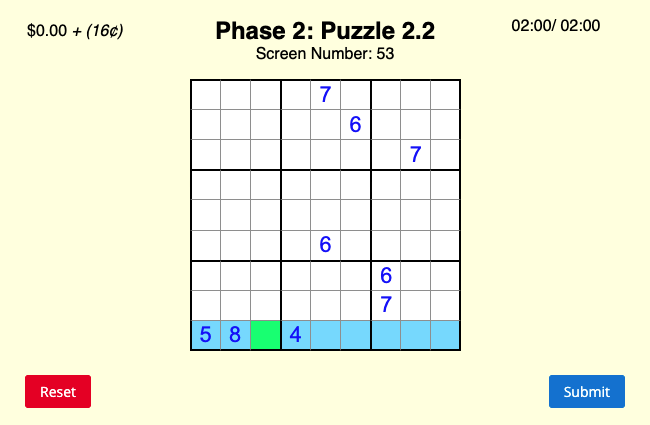 $0.00 + (16¢)
Phase 2: Puzzle 2.2
02:00/ 02:00
Screen Number: 53
7
6
7
6
6
7
5 8 4
Reset
Submit